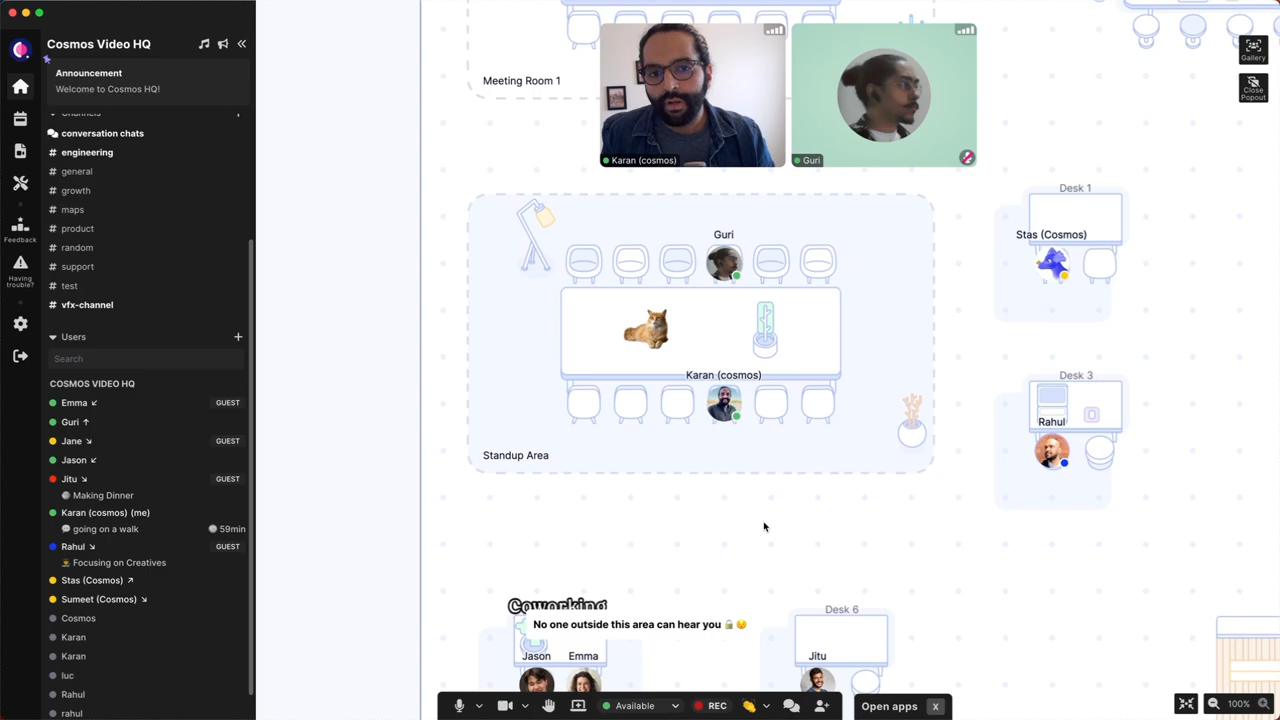 Cosmos Video HQ
Announcement
Welcome to Cosmos HQ!
Channels
conversation chats
# engineering
# general
# growth
# maps
# product
# random
# support
# test
# vfx-channel
Feedback
Having
trouble?
Users
Search
COSMOS VIDEO HQ
Emma GUEST
Guri
Jane GUEST
Jason
Jitu GUEST
Making Dinner
Karan (cosmos) (me)
going on a walk 59min
Rahul GUEST
Focusing on Creatives
Stas (Cosmos)
Sumeet (Cosmos)
Cosmos
Karan
Karan
luc
Rahul
rahul
Meeting Room 1
Karan (cosmos)
Guri
Gallery
Close
Popout
Guri
Karan (cosmos)
Standup Area
Desk 1
Stas (Cosmos)
Desk 3
Rahul
Coworking
No one outside this area can hear you
Jason Emma
Desk 6
Jitu
Available
REC
Open apps X
100%